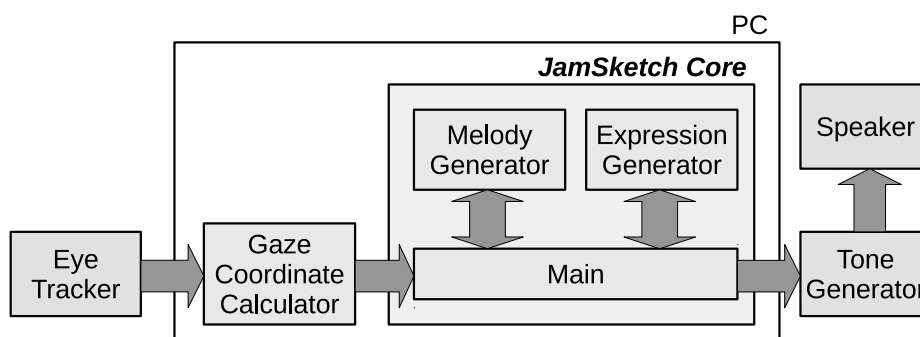 PC
JamSketch Core
Melody
Generator
Expression
Generator
Speaker
Eye
Tracker
Gaze
Coordinate
Calculator
Main
Tone
Generator